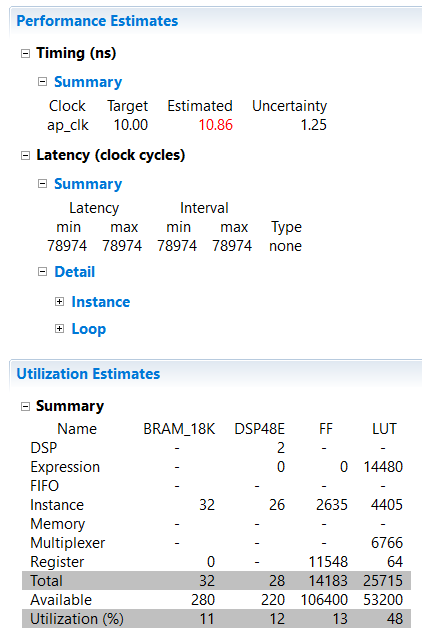 Performance Estimates
Timing (ns)
Summary
Clock Target Estimated Uncertainty
ap_clk 10.00 10.86 1.25
Latency (clock cycles)
Summary
Latency Interval
min max min max Type
78974 78974 78974 78974 none
Detail
Instance
Loop
Utilization Estimates
Summary
Name BRAM_18K DSP48E FF LUT
DSP - 2 - -
Expression - 0 0 14480
FIFO - - - -
Instance 32 26 2635 4405
Memory - - - -
Multiplexer - - - 6766
Register 0 - 11548 64
Total 32 28 14183 25715
Available 280 220 106400 53200
Utilization (%) 11 12 13 48